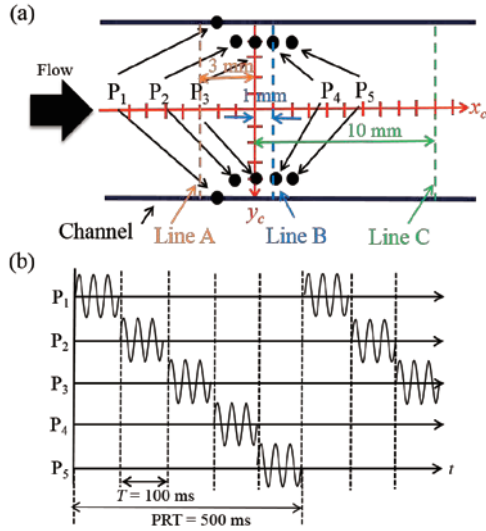 (a)
Flow
3 mm
P1 P2 P3 P4 P5
1 mm
xc
10 mm
yc
Channel
Line A
Line B
Line C
(b)
P1
P2
P3
P4
P5
t
T = 100 ms
PRT = 500 ms